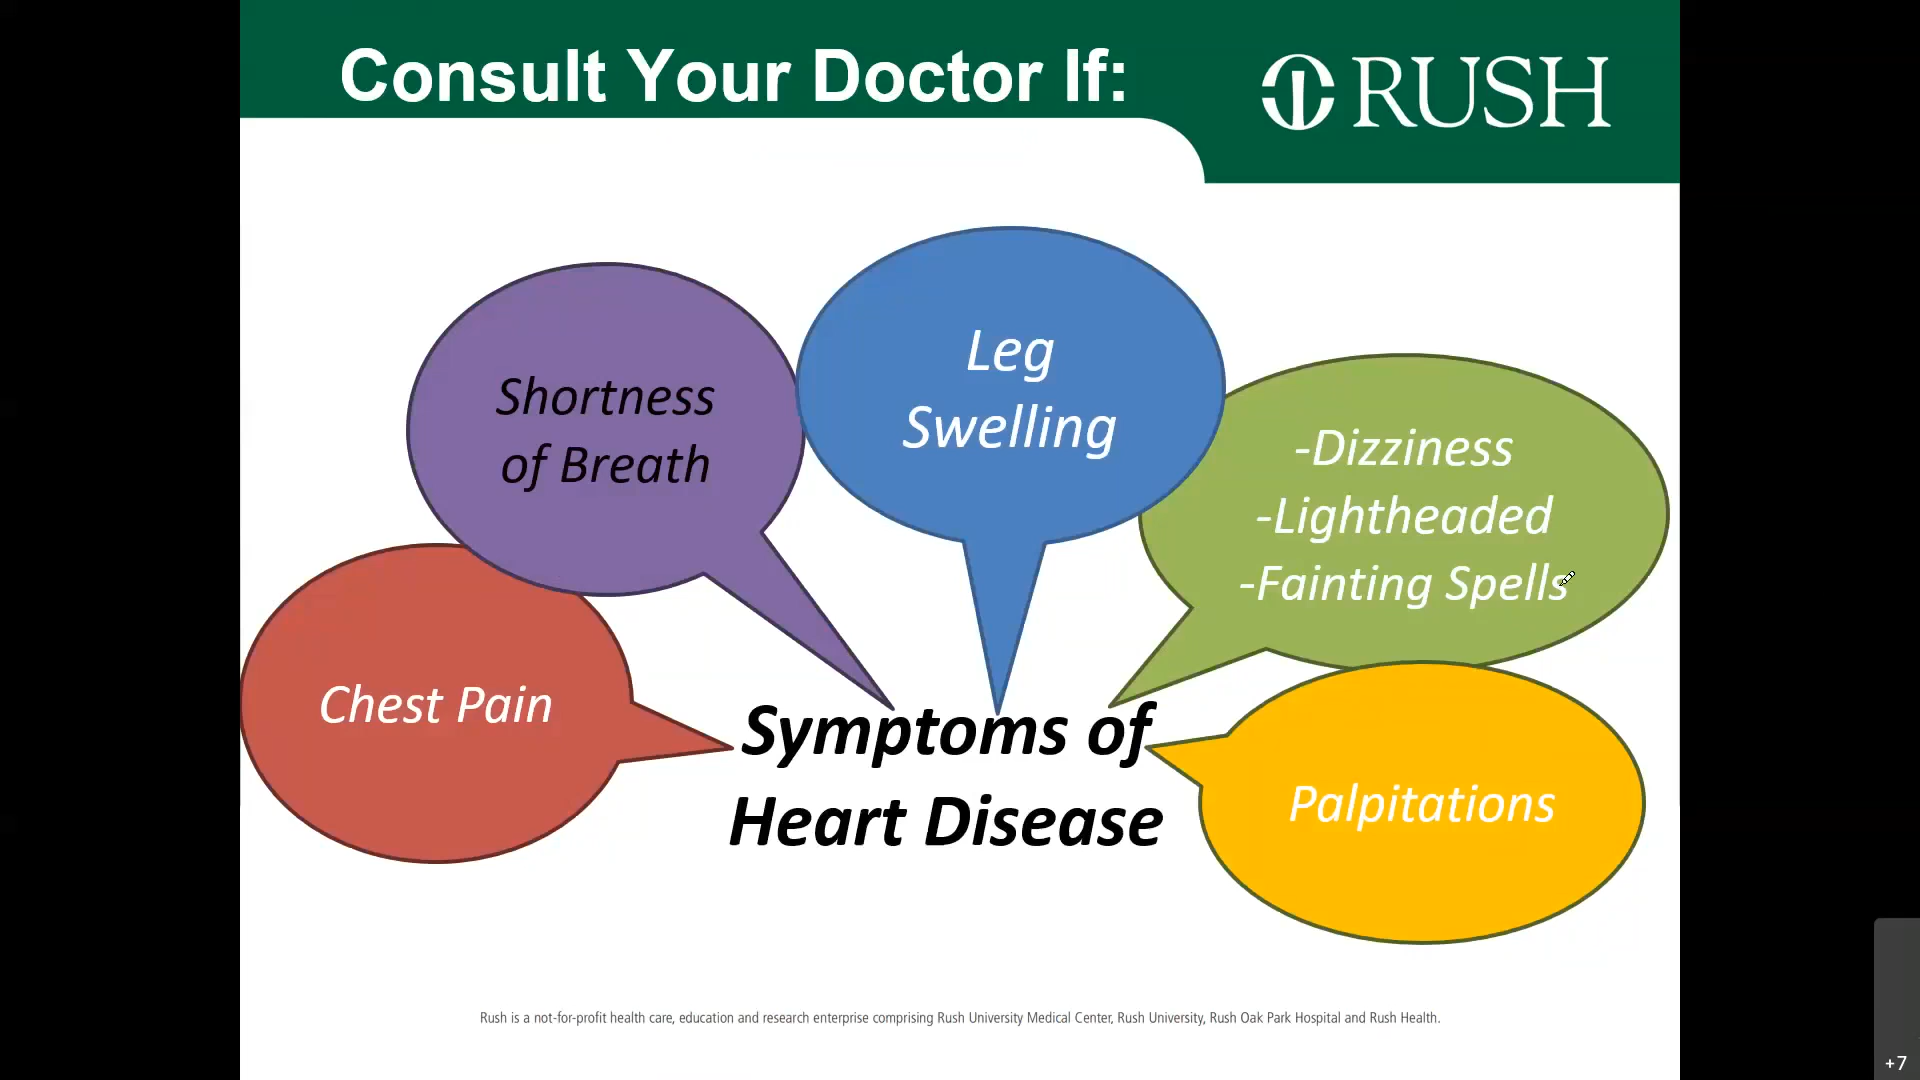 Consult Your Doctor If:
RUSH
Leg
Swelling
Shortness
of Breath
-Dizziness
-Lightheaded
-Fainting Spells
Chest Pain
Symptoms of
Heart Disease
Palpitations
Rush is a not-for-profit health care, education and research enterprise comprising Rush University Medical Center, Rush University, Rush Oak Park Hospital and Rush Health.
+7